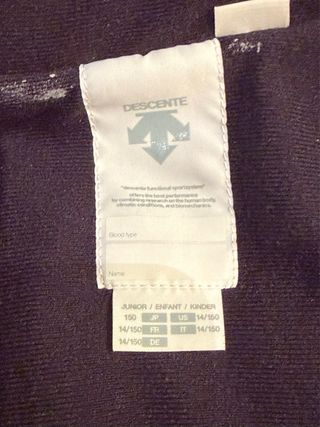 DESCENTE
"descente functional sportsystem"
offers the best performance
by combining research on the human body,
climatic conditions, and biomechanics.
Blood type
Name
JUNIOR / ENFANT / KINDER
150 JP US 14/150
14/150 FR IT 14/150
14/150 DE